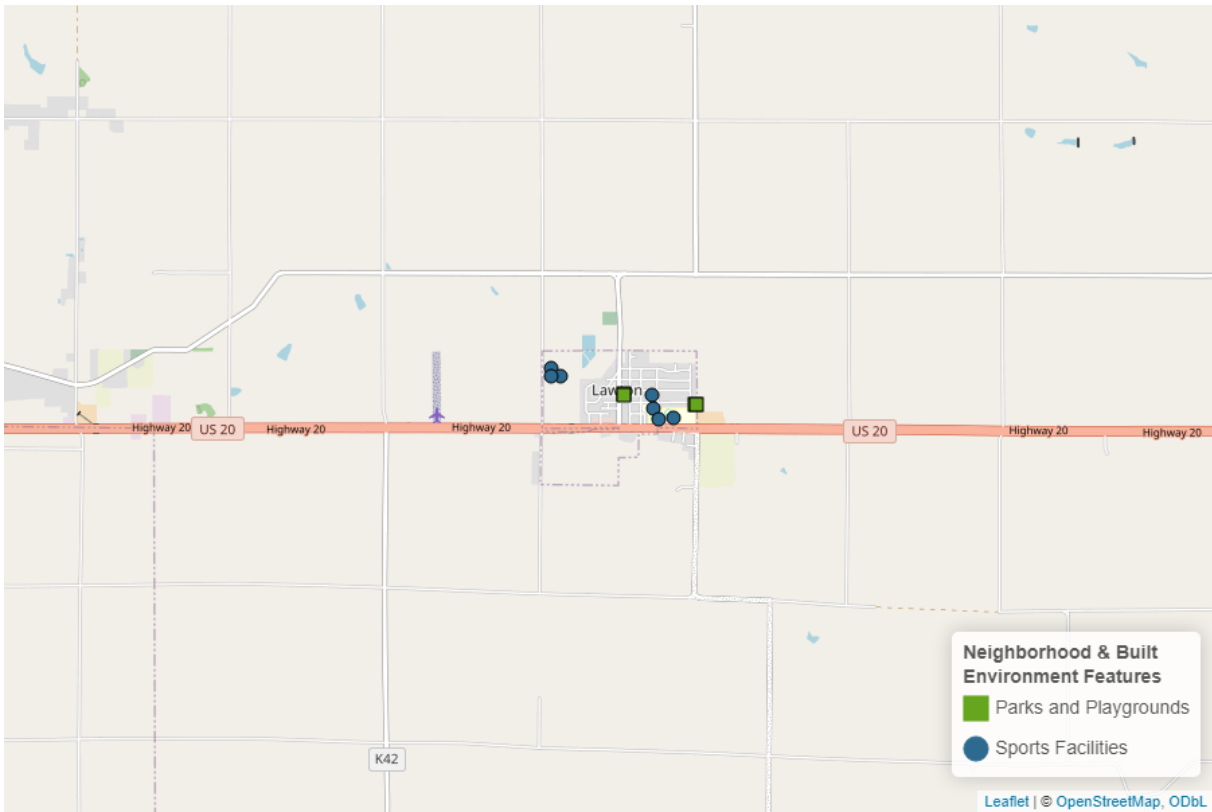 Lawton
Highway 20
US 20
Highway 20
Highway 20
US 20
Highway 20
Highway 20
K42
Neighborhood & Built
Environment Features
Parks and Playgrounds
Sports Facilities
Leaflet | © OpenStreetMap, ODbL